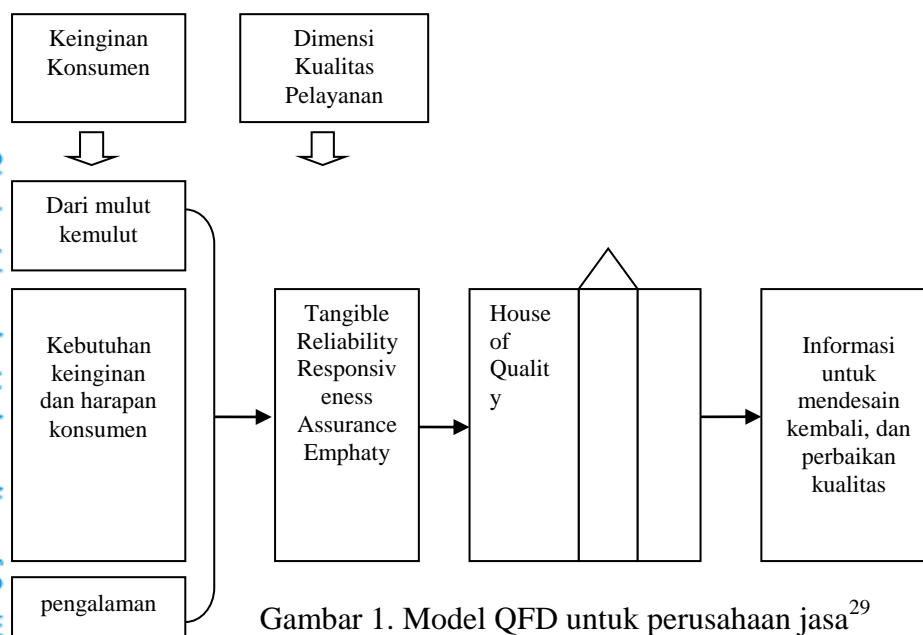 Keinginan
Konsumen
Dimensi
Kualitas
Pelayanan
Dari mulut
kemulut
Kebutuhan
keinginan
dan harapan
konsumen
pengalaman
Tangible
Reliability
Responsiv
eness
Assurance
Emphaty
House
of
Qualit
y
Informasi
untuk
mendesain
kembali, dan
perbaikan
kualitas
Gambar 1. Model QFD untuk perusahaan jasa29